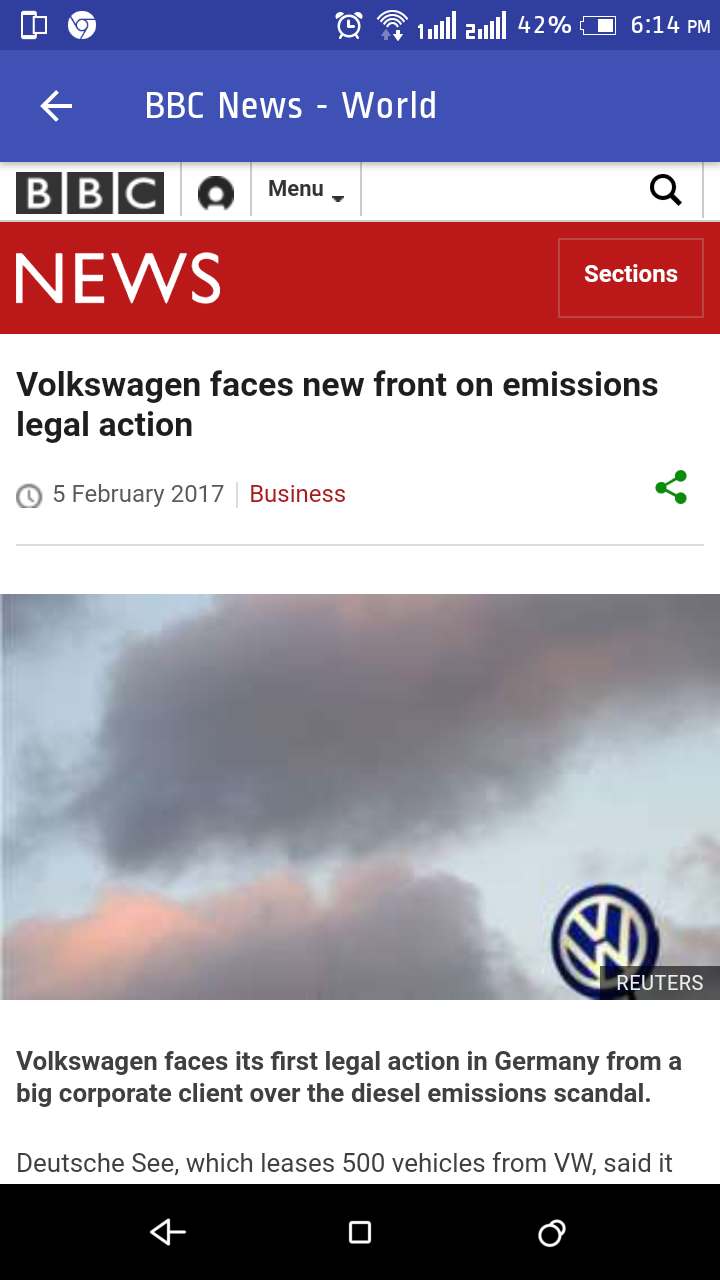 1 2 42% 6:14 PM
BBC News - World
BBC Menu
NEWS Sections
Volkswagen faces new front on emissions
legal action
5 February 2017 Business
REUTERS
Volkswagen faces its first legal action in Germany from a
big corporate client over the diesel emissions scandal.
Deutsche See, which leases 500 vehicles from VW, said it